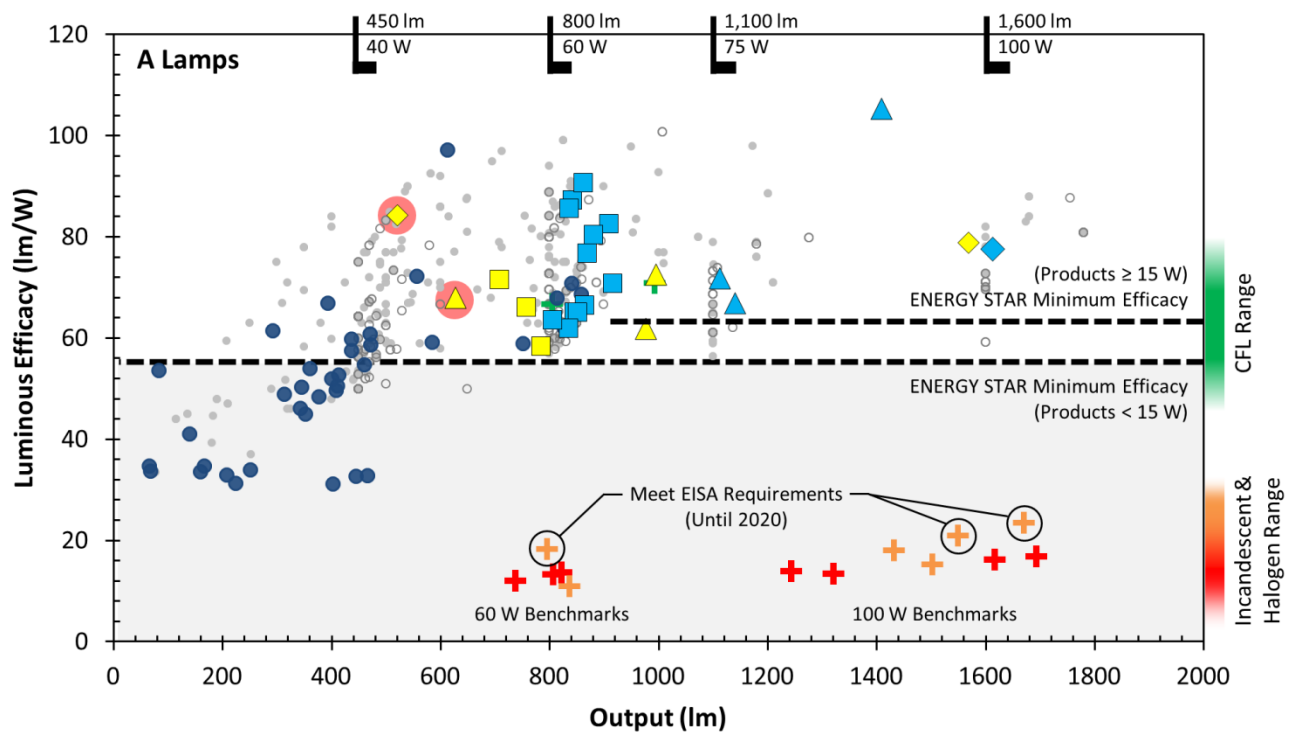 450 lm
40 W
800 lm
60 W
1,100 lm
75 W
1,600 lm
100 W
A Lamps
120
100
80
60
40
20
0
Luminous Efficacy (lm/W)
(Products ≥ 15 W)
ENERGY STAR Minimum Efficacy
ENERGY STAR Minimum Efficacy
(Products < 15 W)
CFL Range
Meet EISA Requirements
(Until 2020)
60 W Benchmarks
100 W Benchmarks
Incandescent &
Halogen Range
0
200
400
600
800
1000
1200
1400
1600
1800
2000
Output (lm)